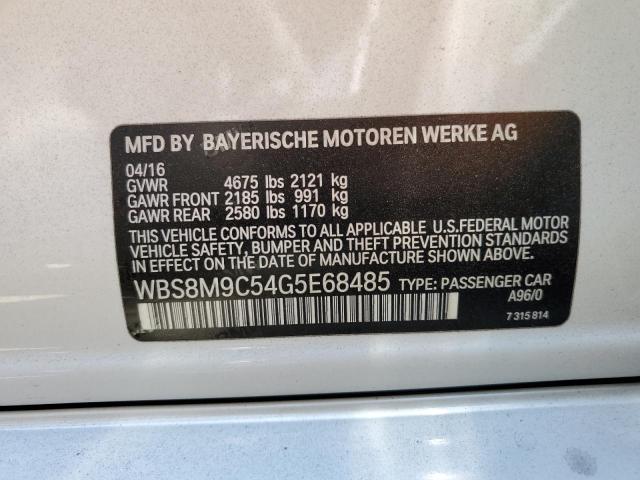 MFD BY BAYERISCHE MOTOREN WERKE AG
04/16
GVWR 4675 lbs 2121 kg
GAWR FRONT 2185 lbs 991 kg
GAWR REAR 2580 lbs 1170 kg
THIS VEHICLE CONFORMS TO ALL APPLICABLE U.S.FEDERAL MOTOR
VEHICLE SAFETY, BUMPER AND THEFT PREVENTION STANDARDS
IN EFFECT ON THE DATE OF MANUFACTURE SHOWN ABOVE.
WBS8M9C54G5E68485 TYPE: PASSENGER CAR
A96/0
7 315 814